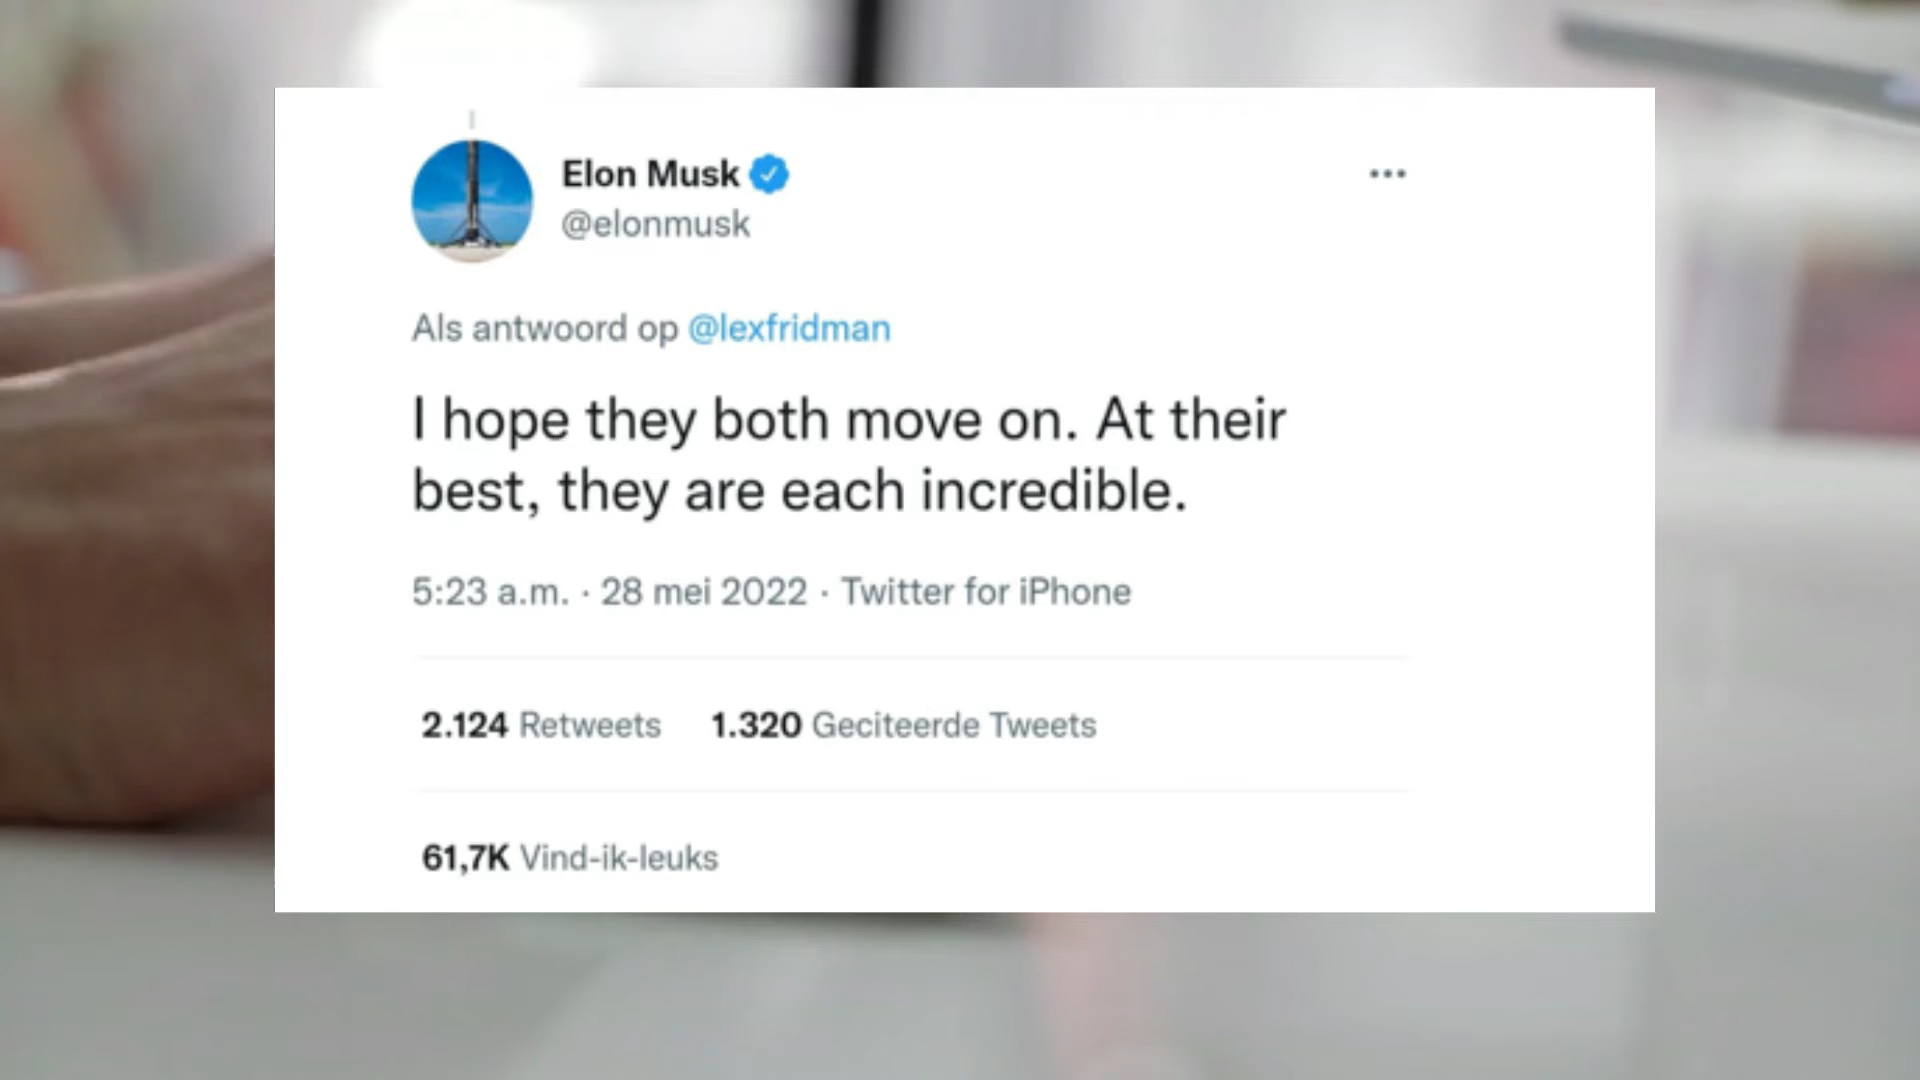 Elon Musk
@elonmusk
Als antwoord op @lexfridman
I hope they both move on. At their
best, they are each incredible.
5:23 a.m. · 28 mei 2022 · Twitter for iPhone
2.124 Retweets 1.320 Geciteerde Tweets
61,7K Vind-ik-leuks